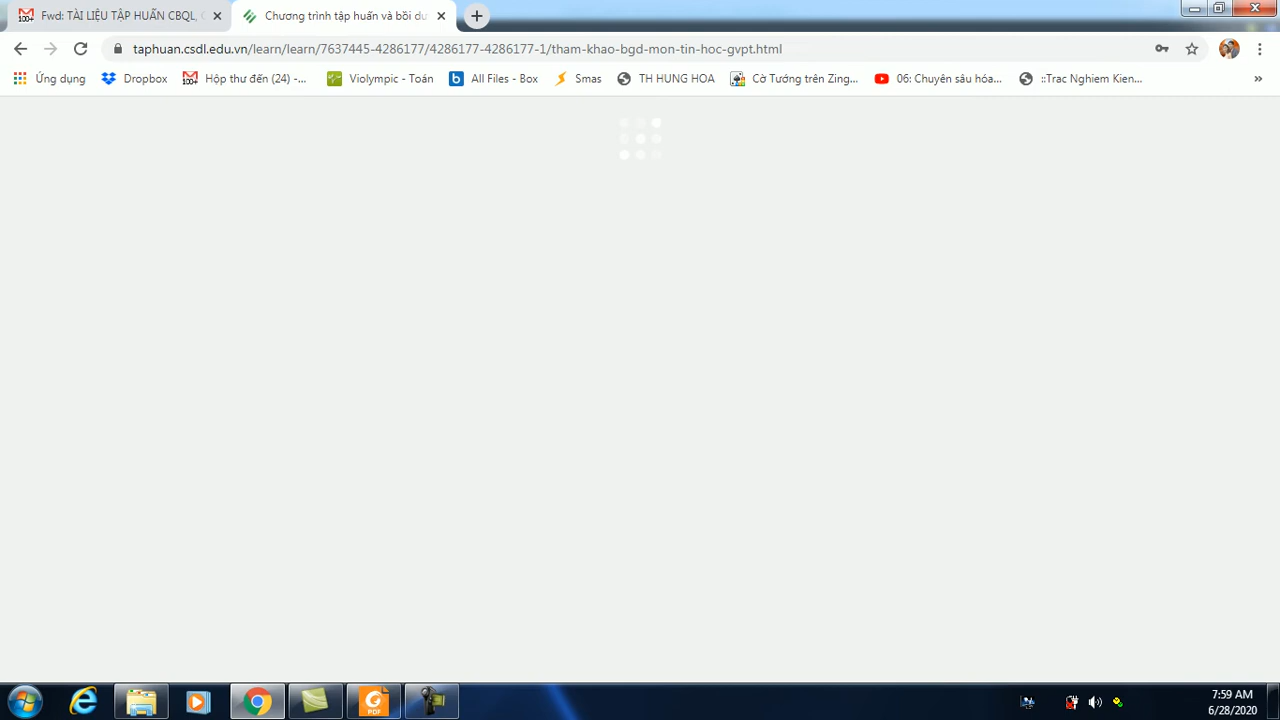 Fwd: TÀI LIỆU TẬP HUẤN CBQL,
Chương trình tập huấn và bồi dư
taphuan.csdl.edu.vn/learn/learn/7637445-4286177/4286177-4286177-1/tham-khao-bgd-mon-tin-hoc-gvpt.html
Ứng dụng
Dropbox
Hộp thư đến (24) -...
Violympic - Toán
All Files - Box
Smas
TH HUNG HOA
Cờ Tướng trên Zing...
06: Chuyên sâu hóa...
::Trac Nghiem Kien...
»
7:59 AM
6/28/2020